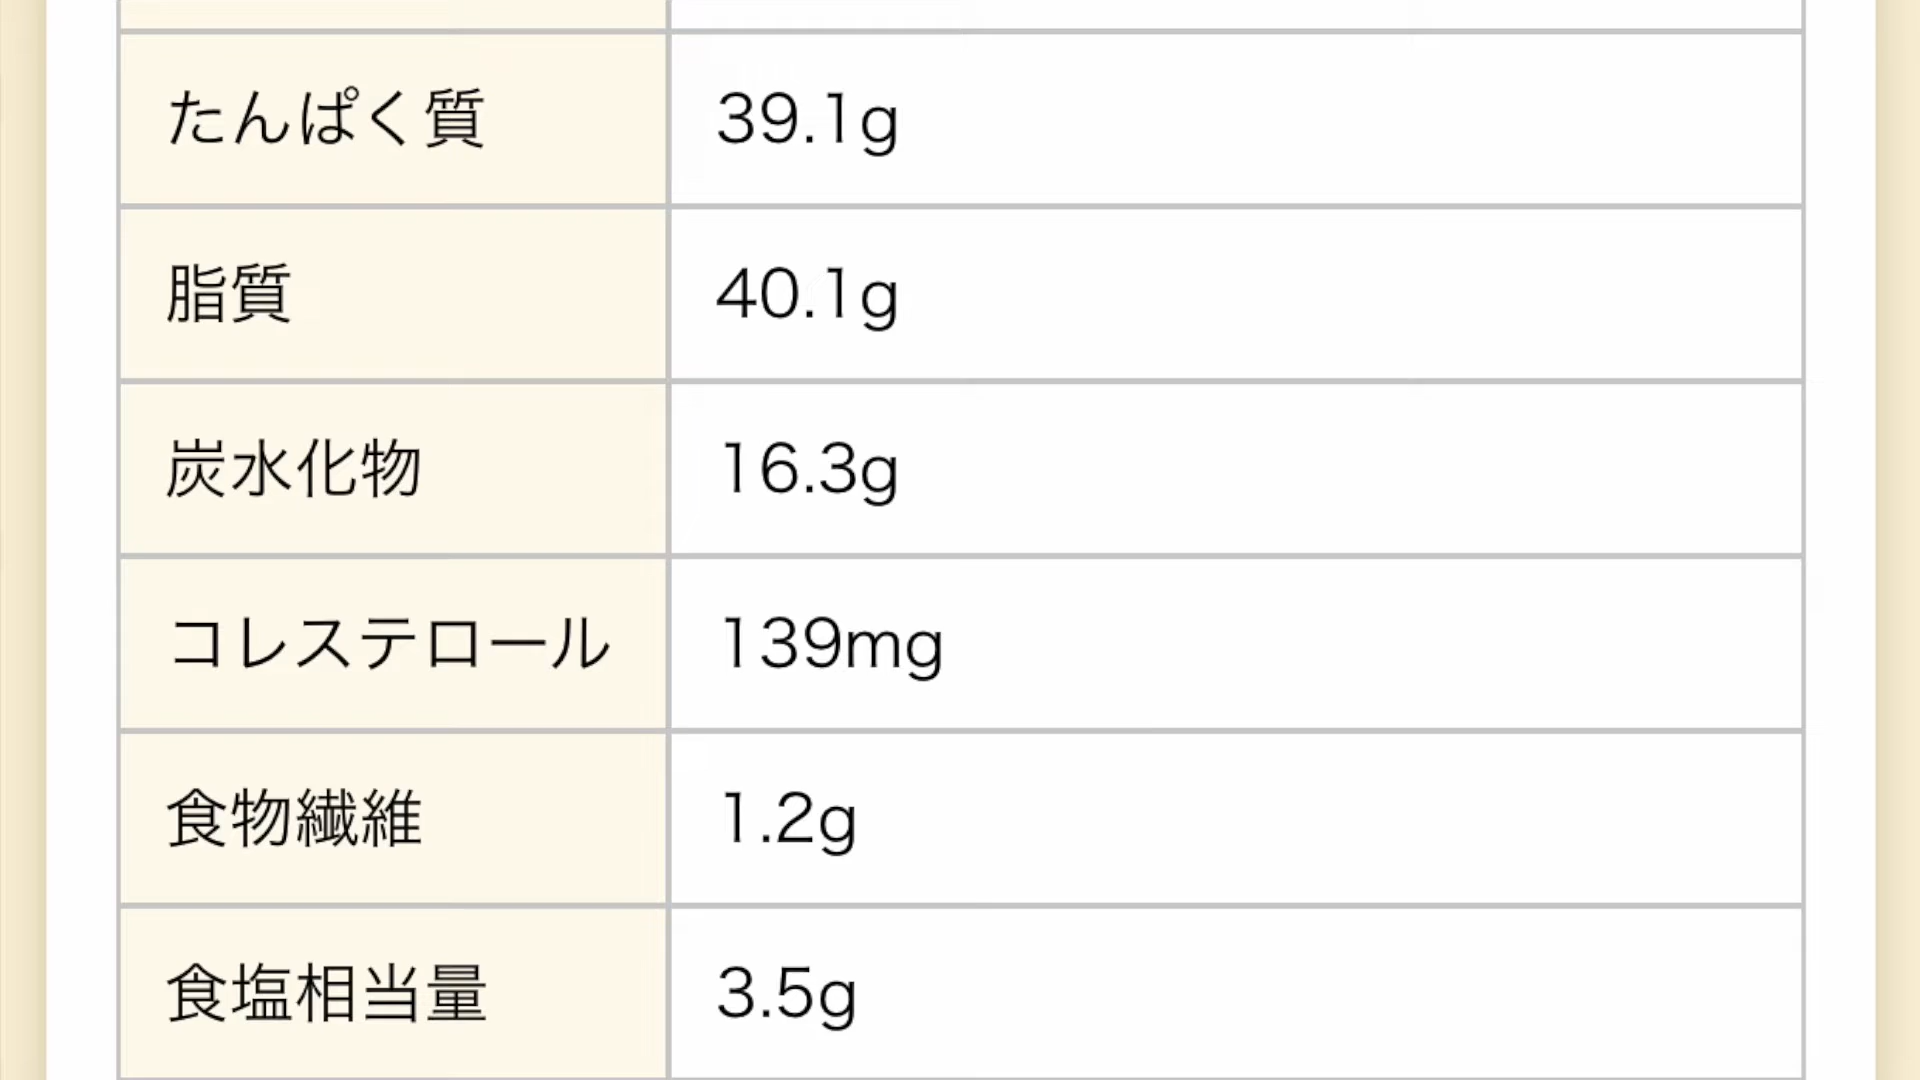 たんぱく質 39.1g
脂質 40.1g
炭水化物 16.3g
コレステロール 139mg
食物繊維 1.2g
食塩相当量 3.5g